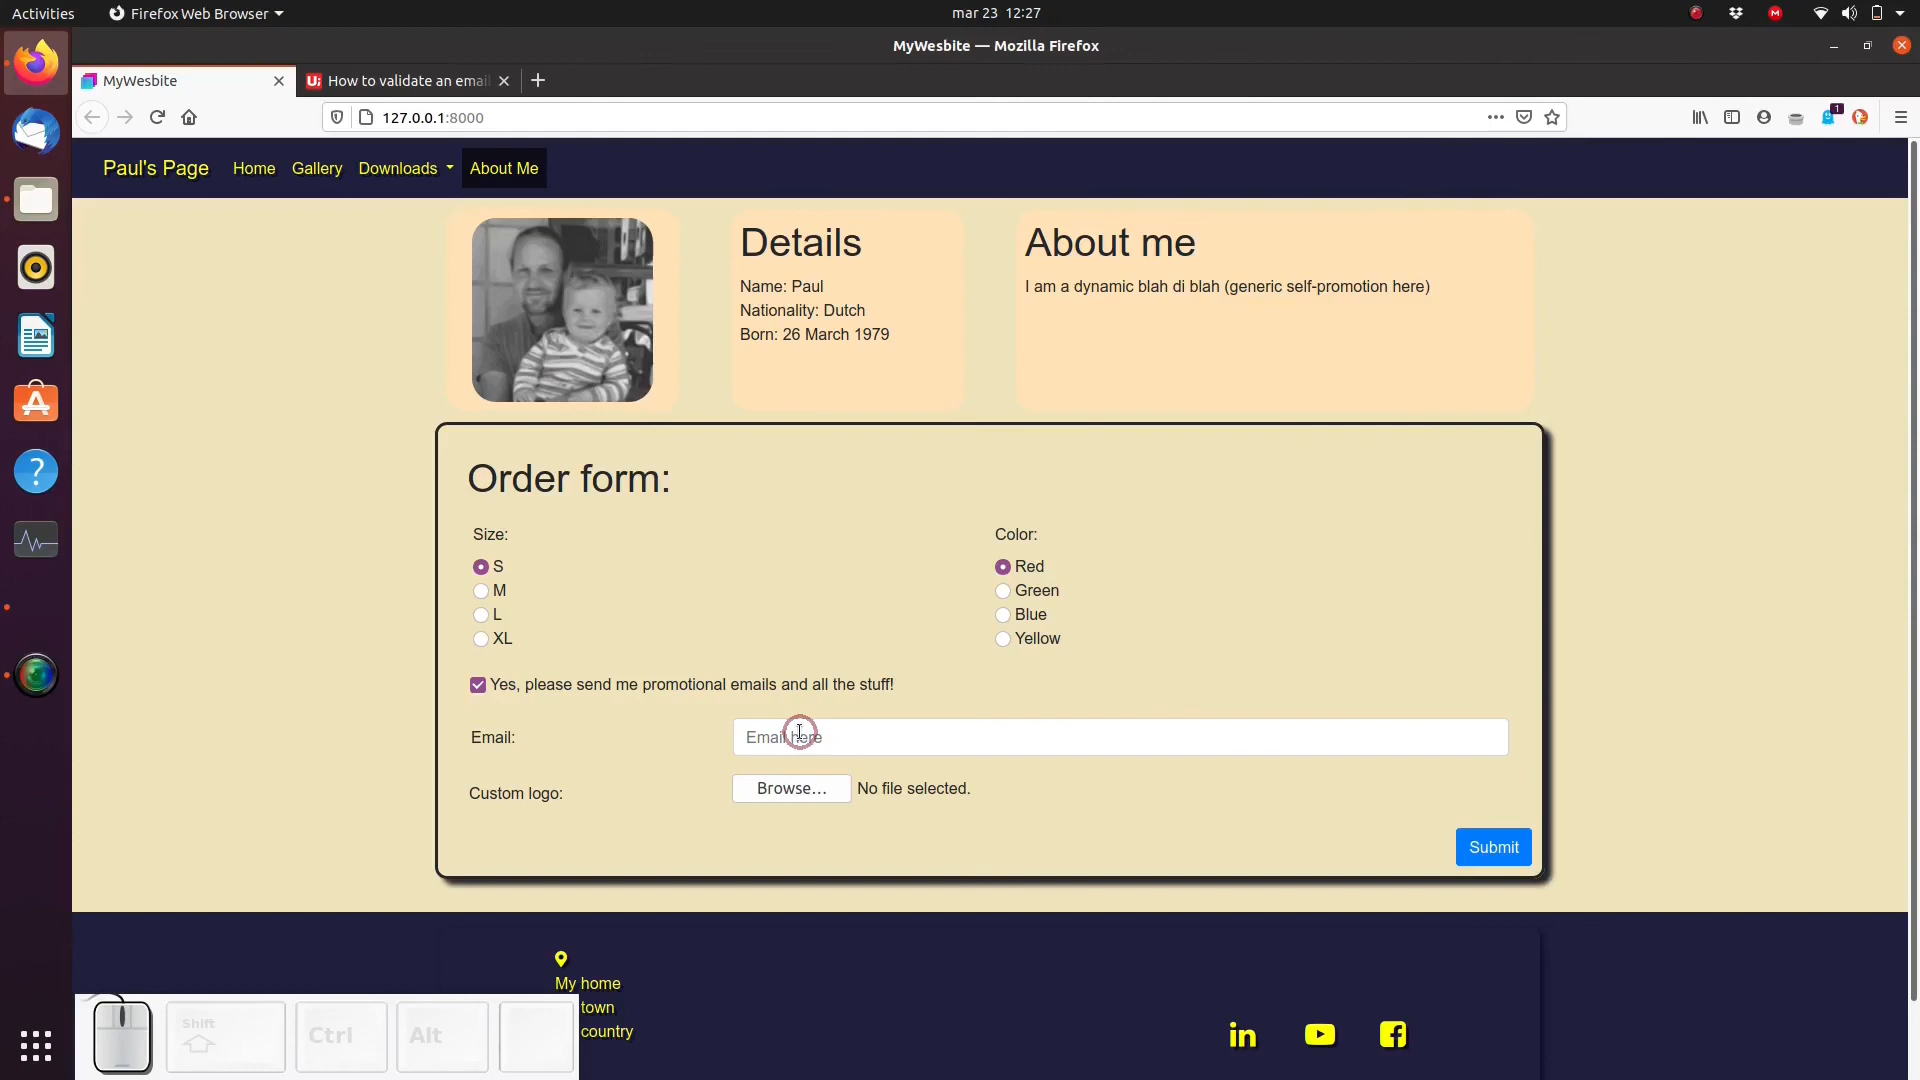 Activities
Firefox Web Browser
mar 23 12:27
M
MyWesbite — Mozilla Firefox
MyWesbite
Ui
How to validate an email
127.0.0.1:8000
1
Paul's Page
Home
Gallery
Downloads
About Me
Details
Name: Paul
Nationality: Dutch
Born: 26 March 1979
About me
I am a dynamic blah di blah (generic self-promotion here)
Order form:
Size:
S
M
L
XL
Color:
Red
Green
Blue
Yellow
Yes, please send me promotional emails and all the stuff!
Email:
Email here
Custom logo:
Browse...
No file selected.
Submit
My home
town
country
Shift
Ctrl
Alt